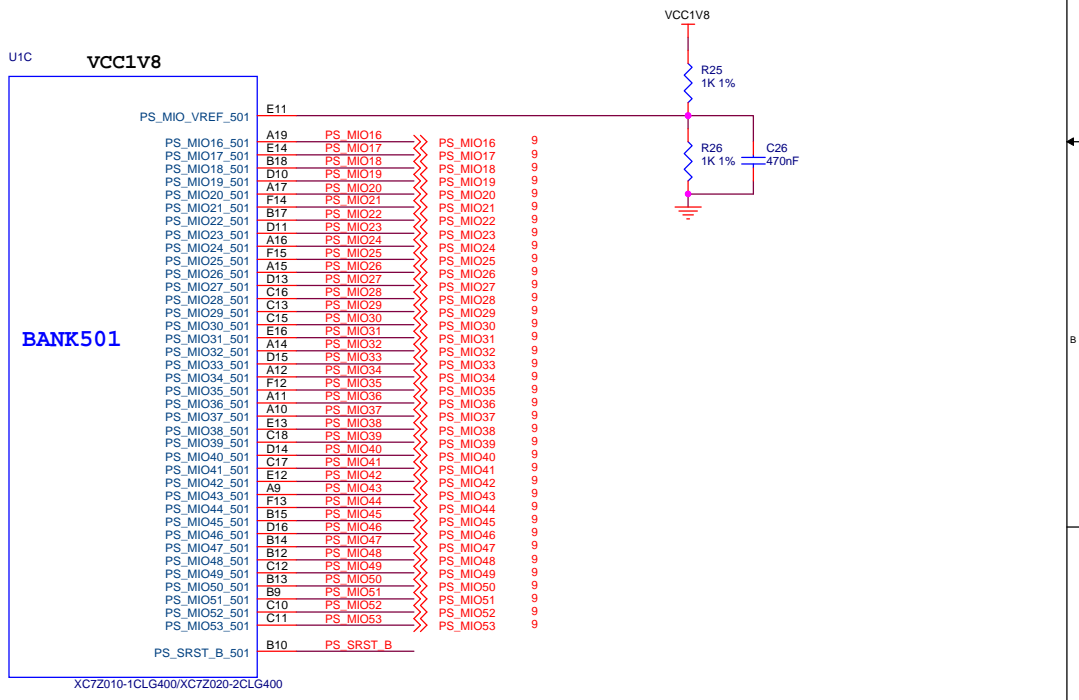 VCC1V8
U1C
VCC1V8
R25
1K 1%
PS_MIO_VREF_501 E11
R26
1K 1%
C26
470nF
PS_MIO16_501 A19 PS_MIO16 PS_MIO16 9
PS_MIO17_501 E14 PS_MIO17 PS_MIO17 9
PS_MIO18_501 B18 PS_MIO18 PS_MIO18 9
PS_MIO19_501 D10 PS_MIO19 PS_MIO19 9
PS_MIO20_501 A17 PS_MIO20 PS_MIO20 9
PS_MIO21_501 F14 PS_MIO21 PS_MIO21 9
PS_MIO22_501 B17 PS_MIO22 PS_MIO22 9
PS_MIO23_501 D11 PS_MIO23 PS_MIO23 9
PS_MIO24_501 A16 PS_MIO24 PS_MIO24 9
PS_MIO25_501 F15 PS_MIO25 PS_MIO25 9
PS_MIO26_501 A15 PS_MIO26 PS_MIO26 9
PS_MIO27_501 D13 PS_MIO27 PS_MIO27 9
PS_MIO28_501 C16 PS_MIO28 PS_MIO28 9
PS_MIO29_501 C13 PS_MIO29 PS_MIO29 9
PS_MIO30_501 C15 PS_MIO30 PS_MIO30 9
PS_MIO31_501 E16 PS_MIO31 PS_MIO31 9
BANK501
B
PS_MIO32_501 A14 PS_MIO32 PS_MIO32 9
PS_MIO33_501 D15 PS_MIO33 PS_MIO33 9
PS_MIO34_501 A12 PS_MIO34 PS_MIO34 9
PS_MIO35_501 F12 PS_MIO35 PS_MIO35 9
PS_MIO36_501 A11 PS_MIO36 PS_MIO36 9
PS_MIO37_501 A10 PS_MIO37 PS_MIO37 9
PS_MIO38_501 E13 PS_MIO38 PS_MIO38 9
PS_MIO39_501 C18 PS_MIO39 PS_MIO39 9
PS_MIO40_501 D14 PS_MIO40 PS_MIO40 9
PS_MIO41_501 C17 PS_MIO41 PS_MIO41 9
PS_MIO42_501 E12 PS_MIO42 PS_MIO42 9
PS_MIO43_501 A9 PS_MIO43 PS_MIO43 9
PS_MIO44_501 F13 PS_MIO44 PS_MIO44 9
PS_MIO45_501 B15 PS_MIO45 PS_MIO45 9
PS_MIO46_501 D16 PS_MIO46 PS_MIO46 9
PS_MIO47_501 B14 PS_MIO47 PS_MIO47 9
PS_MIO48_501 B12 PS_MIO48 PS_MIO48 9
PS_MIO49_501 C12 PS_MIO49 PS_MIO49 9
PS_MIO50_501 B13 PS_MIO50 PS_MIO50 9
PS_MIO51_501 B9 PS_MIO51 PS_MIO51 9
PS_MIO52_501 C10 PS_MIO52 PS_MIO52 9
PS_MIO53_501 C11 PS_MIO53 PS_MIO53 9
PS_SRST_B_501 B10 PS_SRST_B
XC7Z010-1CLG400/XC7Z020-2CLG400